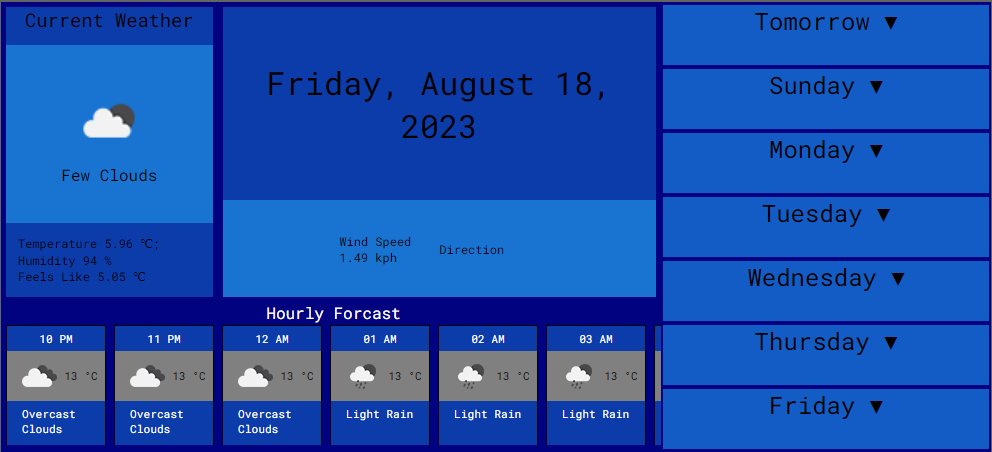 Current Weather
Few Clouds
Temperature 5.96 ℃;
Humidity 94 %
Feels Like 5.05 ℃
Friday, August 18,
2023
Wind Speed
1.49 kph
Direction
Hourly Forcast
10 PM
13 °C
Overcast
Clouds
11 PM
13 °C
Overcast
Clouds
12 AM
13 °C
Overcast
Clouds
01 AM
13 °C
Light Rain
02 AM
13 °C
Light Rain
03 AM
13 °C
Light Rain
Tomorrow ▼
Sunday ▼
Monday ▼
Tuesday ▼
Wednesday ▼
Thursday ▼
Friday ▼